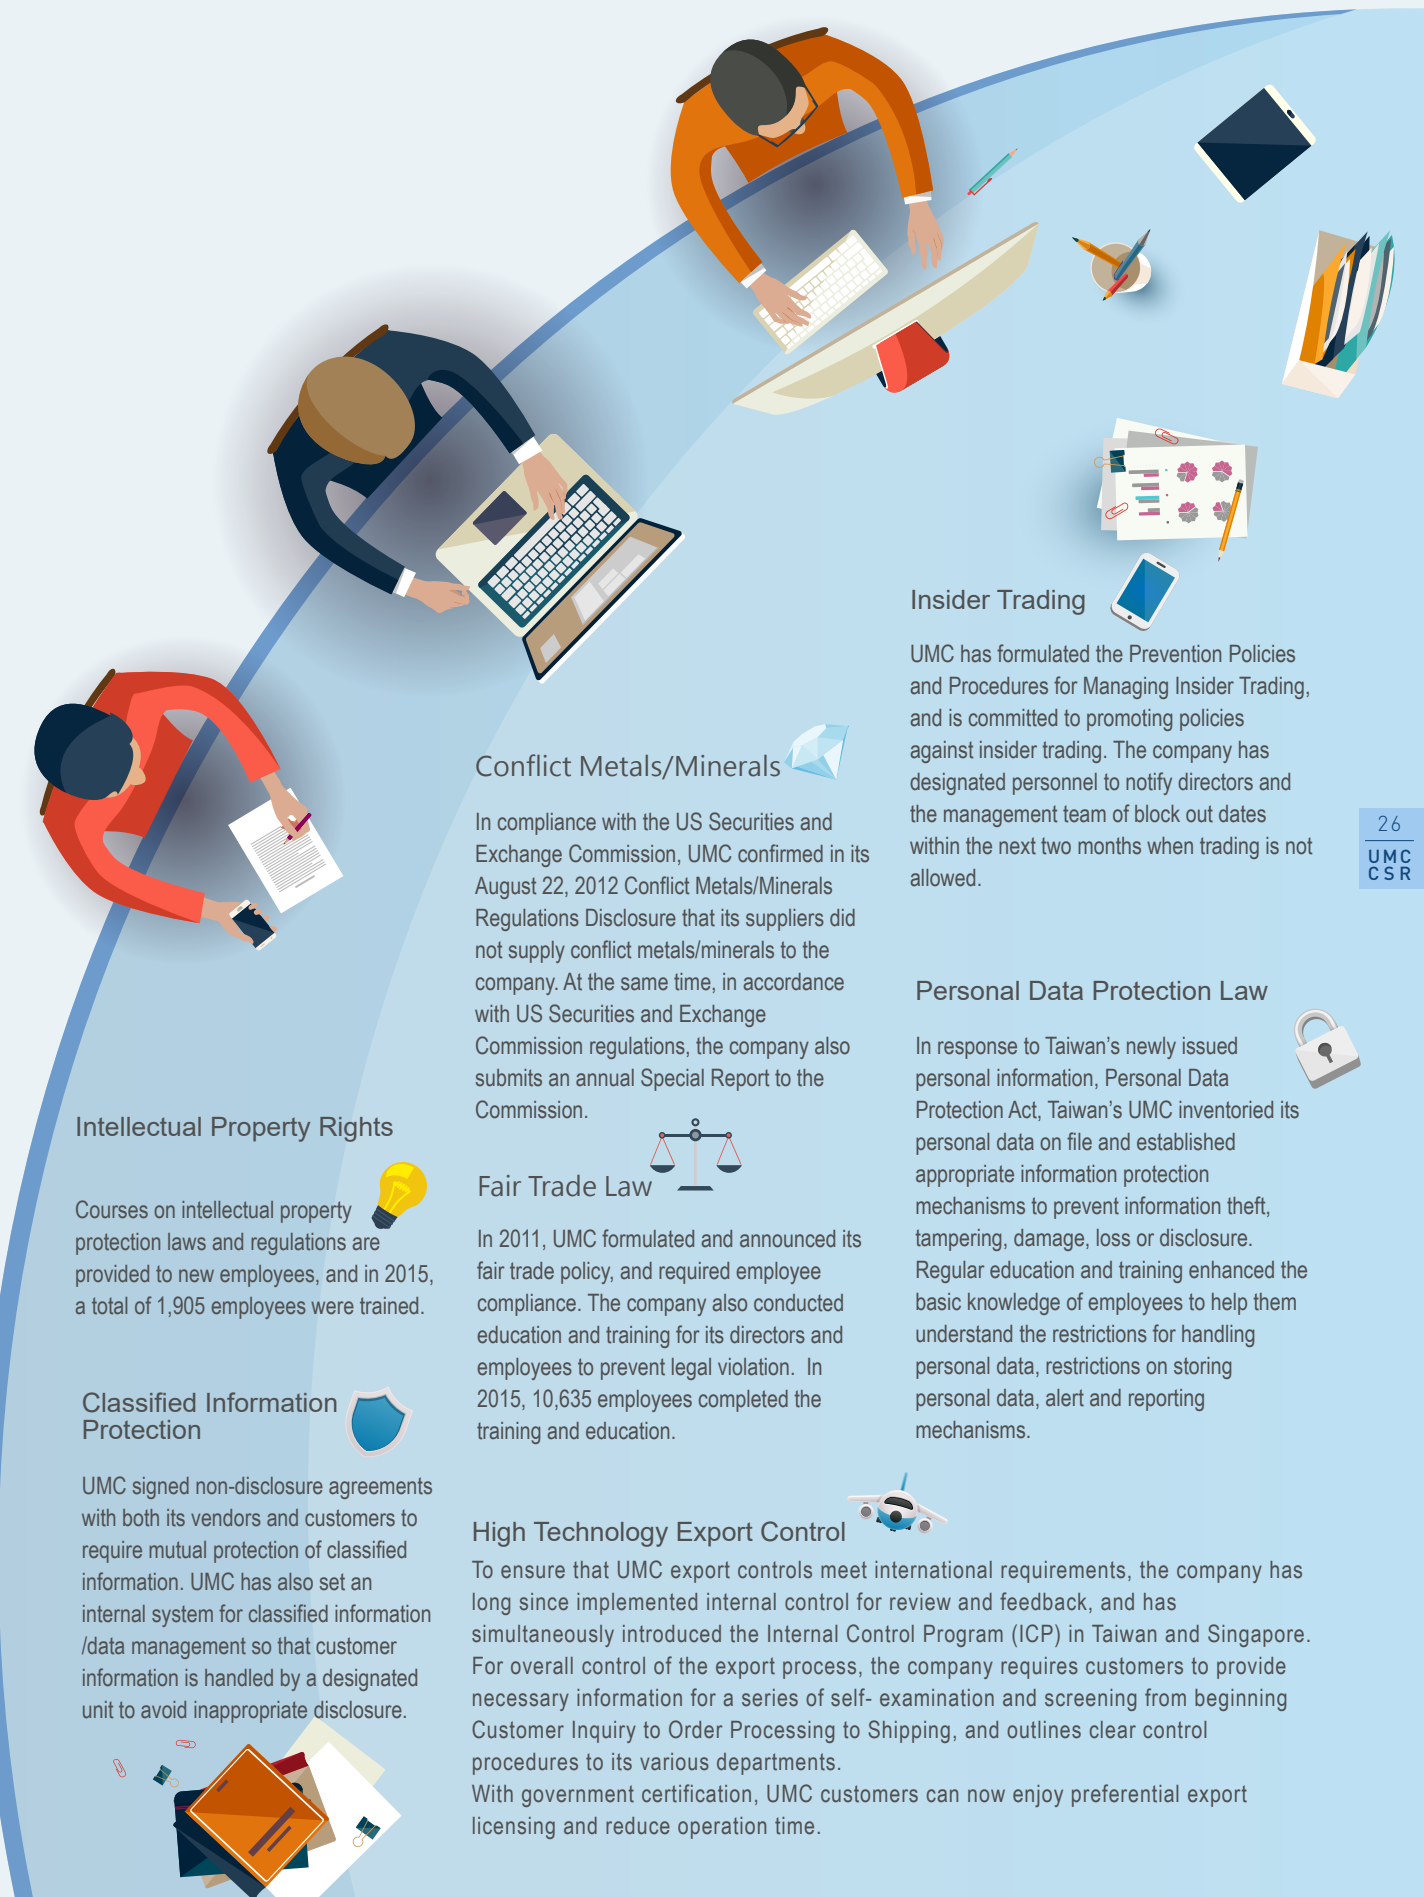 Insider Trading
UMC has formulated the Prevention Policies
and Procedures for Managing Insider Trading,
and is committed to promoting policies
against insider trading. The company has
designated personnel to notify directors and
the management team of block out dates
within the next two months when trading is not
allowed.
26
UMC
CSR
Conflict Metals/Minerals
In compliance with the US Securities and
Exchange Commission, UMC confirmed in its
August 22, 2012 Conflict Metals/Minerals
Regulations Disclosure that its suppliers did
not supply conflict metals/minerals to the
company. At the same time, in accordance
with US Securities and Exchange
Commission regulations, the company also
submits an annual Special Report to the
Commission.
Personal Data Protection Law
In response to Taiwan’s newly issued
personal information, Personal Data
Protection Act, Taiwan’s UMC inventoried its
personal data on file and established
appropriate information protection
mechanisms to prevent information theft,
tampering, damage, loss or disclosure.
Regular education and training enhanced the
basic knowledge of employees to help them
understand the restrictions for handling
personal data, restrictions on storing
personal data, alert and reporting
mechanisms.
Intellectual Property Rights
Courses on intellectual property
protection laws and regulations are
provided to new employees, and in 2015,
a total of 1,905 employees were trained.
Fair Trade Law
In 2011, UMC formulated and announced its
fair trade policy, and required employee
compliance. The company also conducted
education and training for its directors and
employees to prevent legal violation.  In
2015, 10,635 employees completed the
training and education.
Classified Information
Protection
UMC signed non-disclosure agreements
with both its vendors and customers to
require mutual protection of classified
information. UMC has also set an
internal system for classified information
/data management so that customer
information is handled by a designated
unit to avoid inappropriate disclosure.
High Technology Export Control
To ensure that UMC export controls meet international requirements, the company has
long since implemented internal control for review and feedback, and has
simultaneously introduced the Internal Control Program (ICP) in Taiwan and Singapore.
For overall control of the export process, the company requires customers to provide
necessary information for a series of self- examination and screening from beginning
Customer Inquiry to Order Processing to Shipping, and outlines clear control
procedures to its various departments.
With government certification, UMC customers can now enjoy preferential export
licensing and reduce operation time.